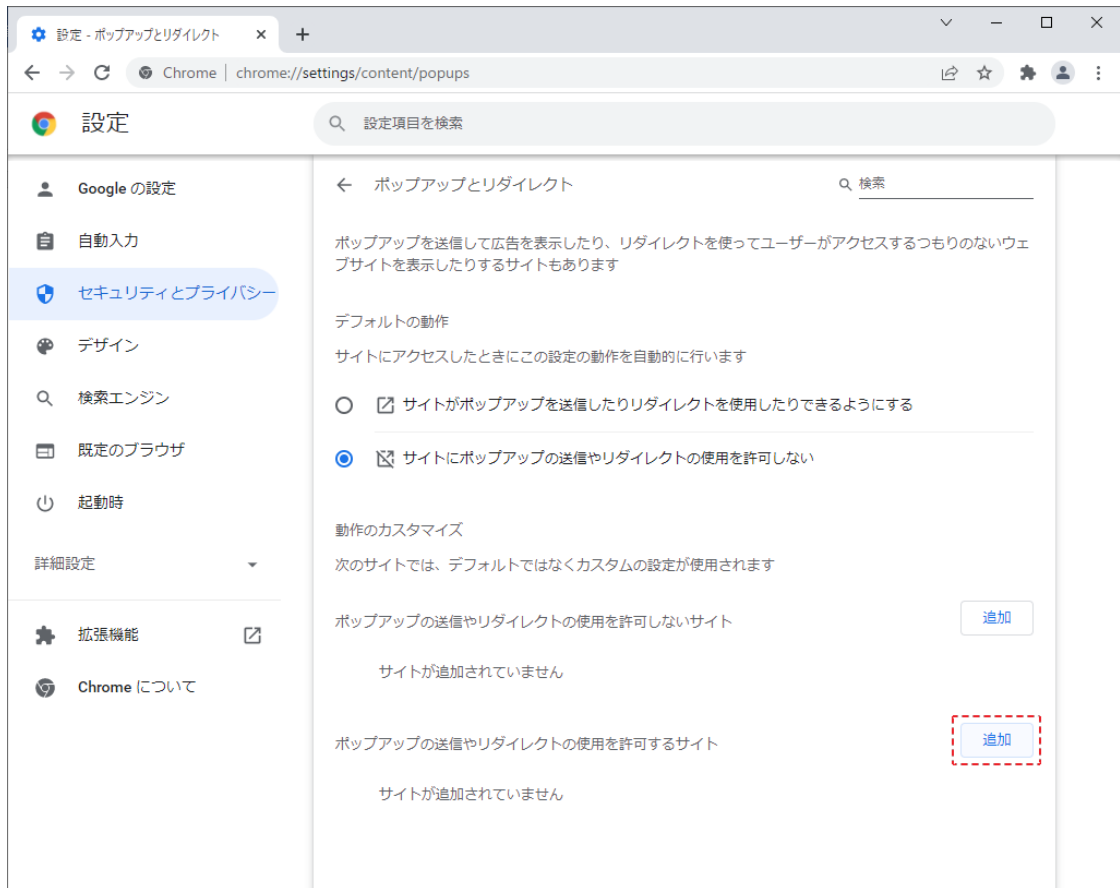 設定 - ポップアップとリダイレクト
Chrome | chrome://settings/content/popups
設定
設定項目を検索
Google の設定
自動入力
セキュリティとプライバシー
デザイン
検索エンジン
既定のブラウザ
起動時
詳細設定
拡張機能
Chrome について
ポップアップとリダイレクト
検索
ポップアップを送信して広告を表示したり、リダイレクトを使ってユーザーがアクセスするつもりのないウェ
ブサイトを表示したりするサイトもあります
デフォルトの動作
サイトにアクセスしたときにこの設定の動作を自動的に行います
サイトがポップアップを送信したりリダイレクトを使用したりできるようにする
サイトにポップアップの送信やリダイレクトの使用を許可しない
動作のカスタマイズ
次のサイトでは、デフォルトではなくカスタムの設定が使用されます
ポップアップの送信やリダイレクトの使用を許可しないサイト
追加
サイトが追加されていません
ポップアップの送信やリダイレクトの使用を許可するサイト
追加
サイトが追加されていません